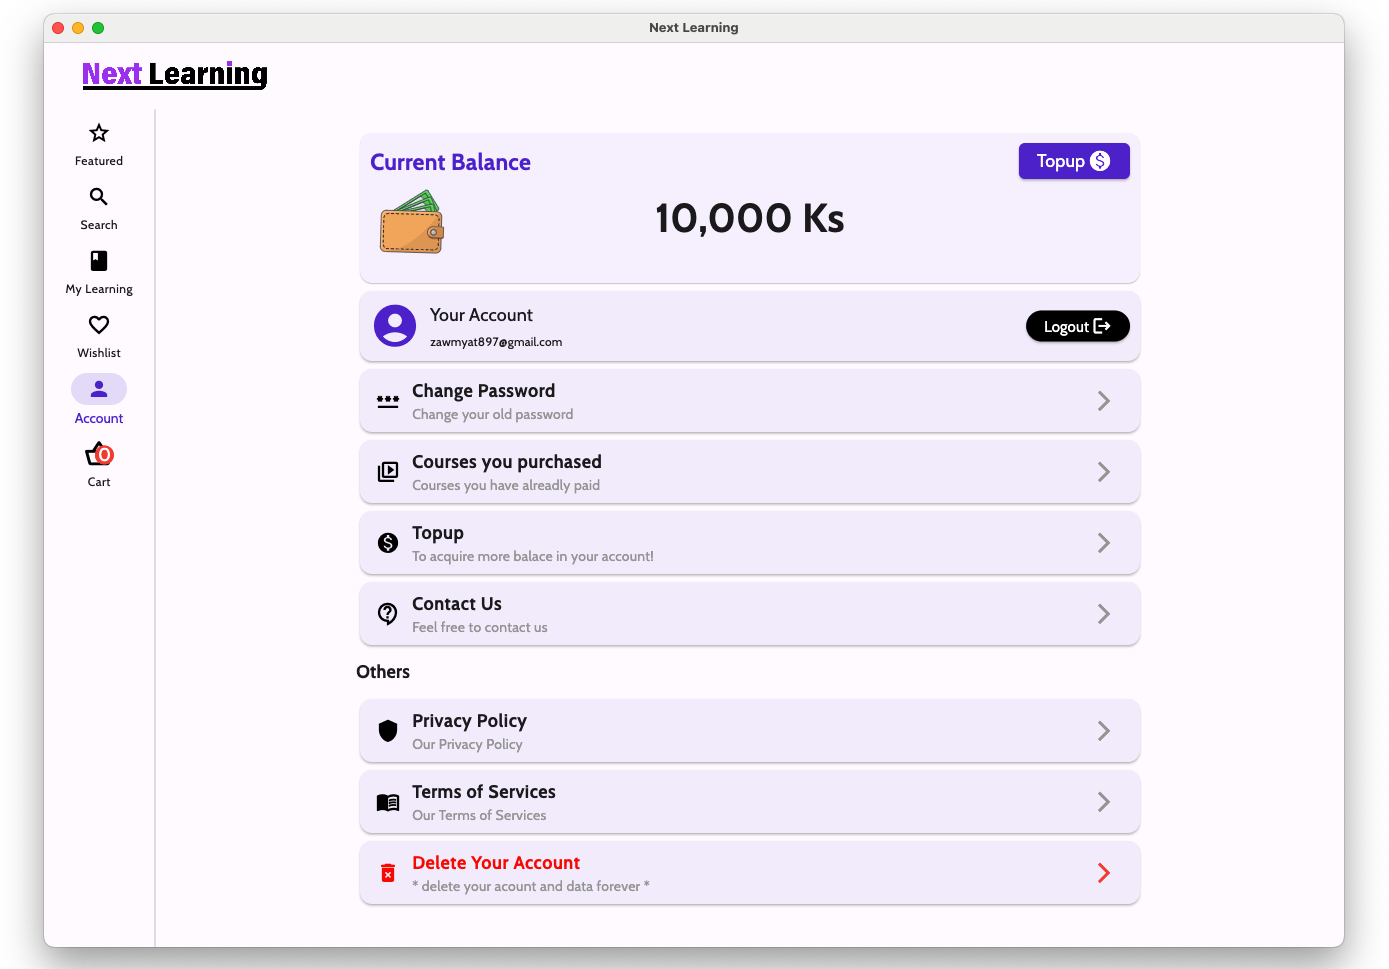 Next Learning
Next Learning
Featured
Search
My Learning
Wishlist
Account
0
Cart
Current Balance
Topup
10,000 Ks
Your Account
zawmyat897@gmail.com
Logout
Change Password
Change your old password
Courses you purchased
Courses you have alreadly paid
Topup
To acquire more balace in your account!
Contact Us
Feel free to contact us
Others
Privacy Policy
Our Privacy Policy
Terms of Services
Our Terms of Services
Delete Your Account
* delete your acount and data forever *